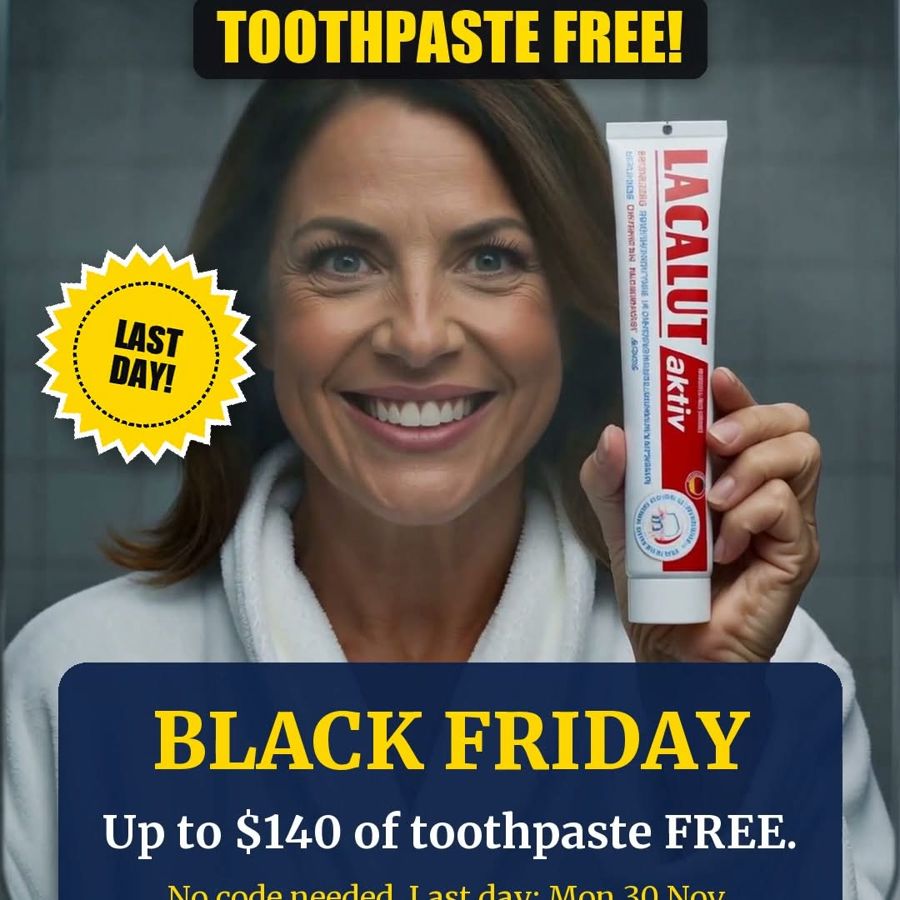 TOOTHPASTE FREE!
LAST
DAY!
LACALUT
aktiv
BLACK FRIDAY
Up to $140 of toothpaste FREE.
No code needed. Last day: Mon 30 Nov